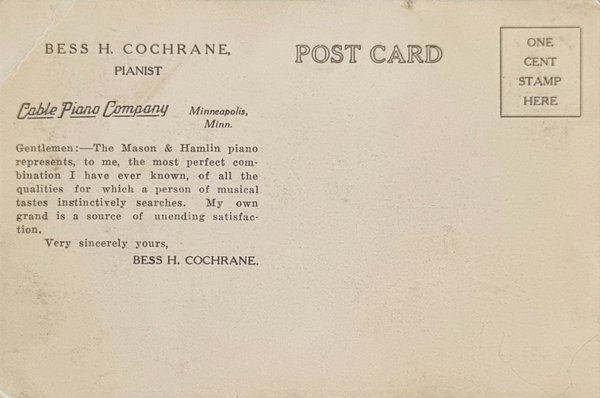 BESS H. COCHRANE,
PIANIST
Cable Piano Company Minneapolis,
Minn.
Gentlemen:—The Mason & Hamlin piano
represents, to me, the most perfect com-
bination I have ever known, of all the
qualities for which a person of musical
tastes instinctively searches. My own
grand is a source of unending satisfac-
tion.
Very sincerely yours,
BESS H. COCHRANE.
POST CARD
ONE
CENT
STAMP
HERE